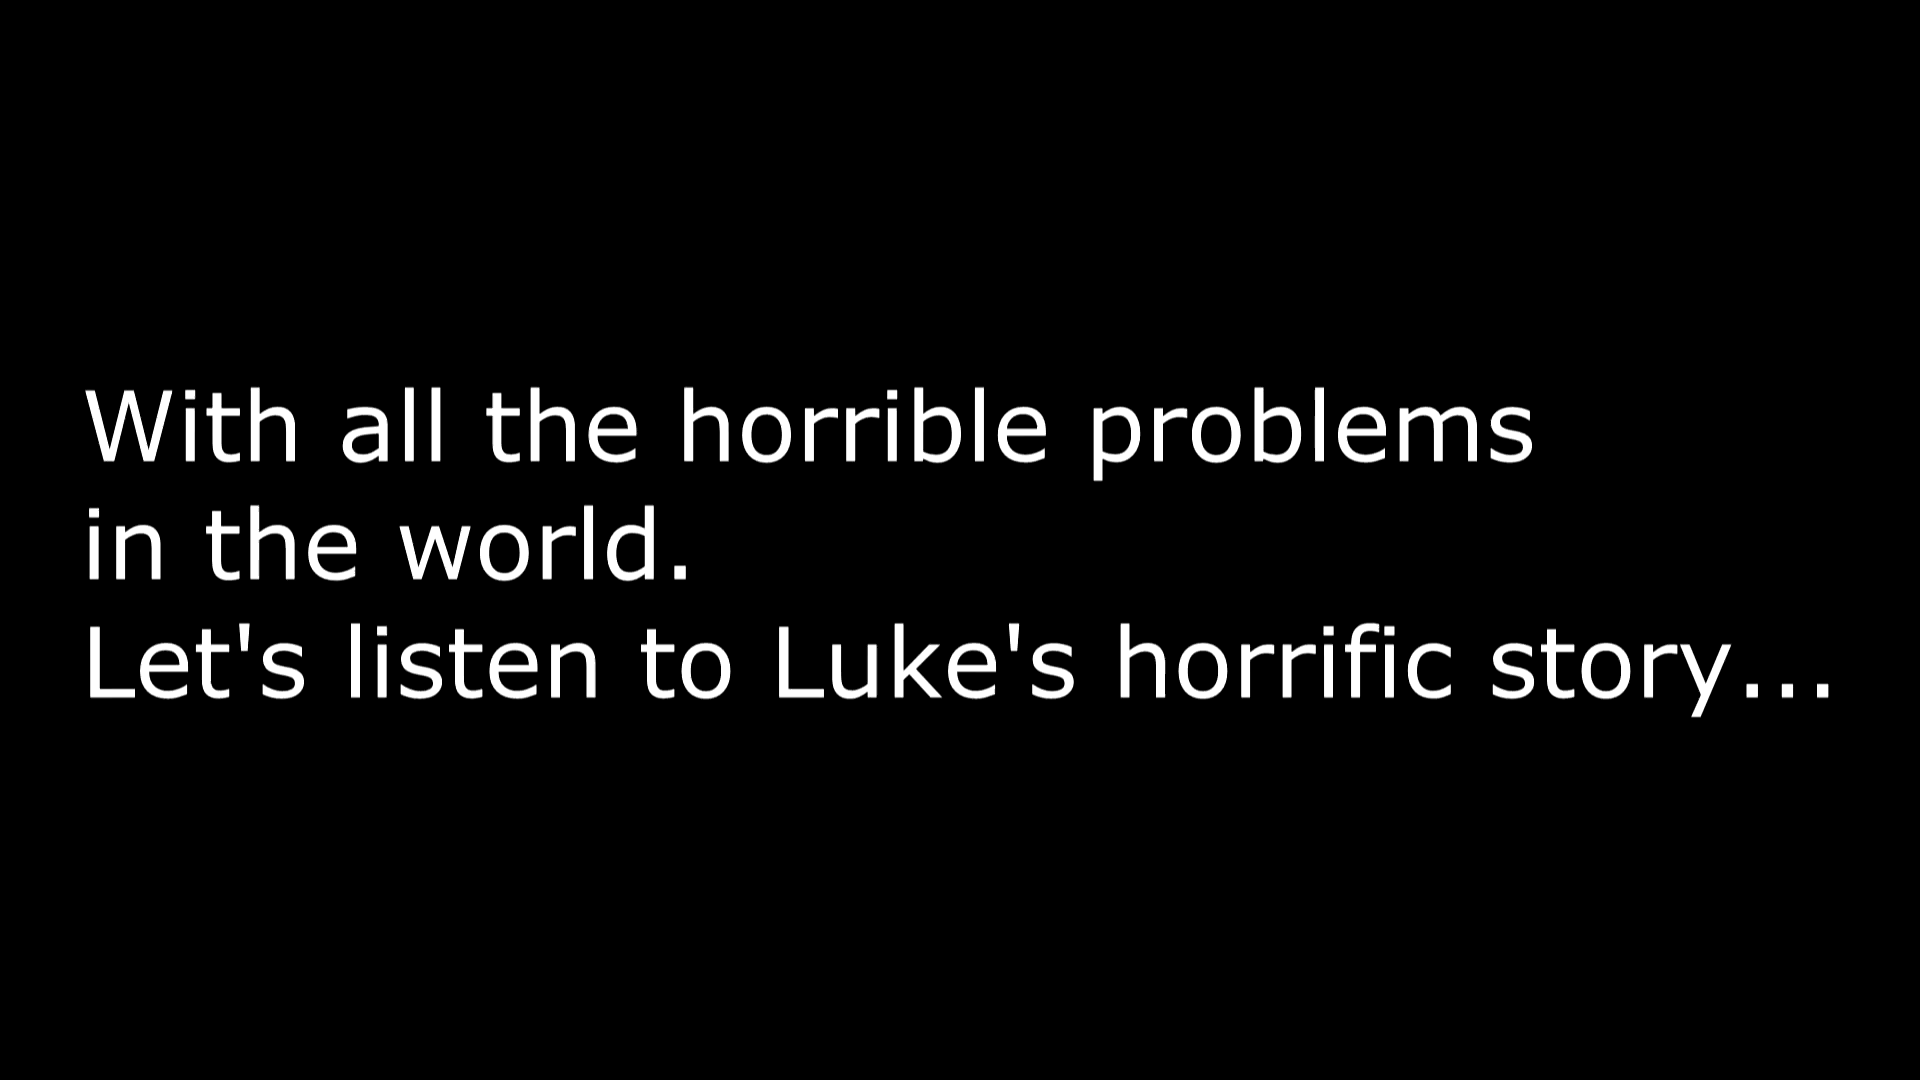 With all the horrible problems
in the world.
Let's listen to Luke's horrific story...